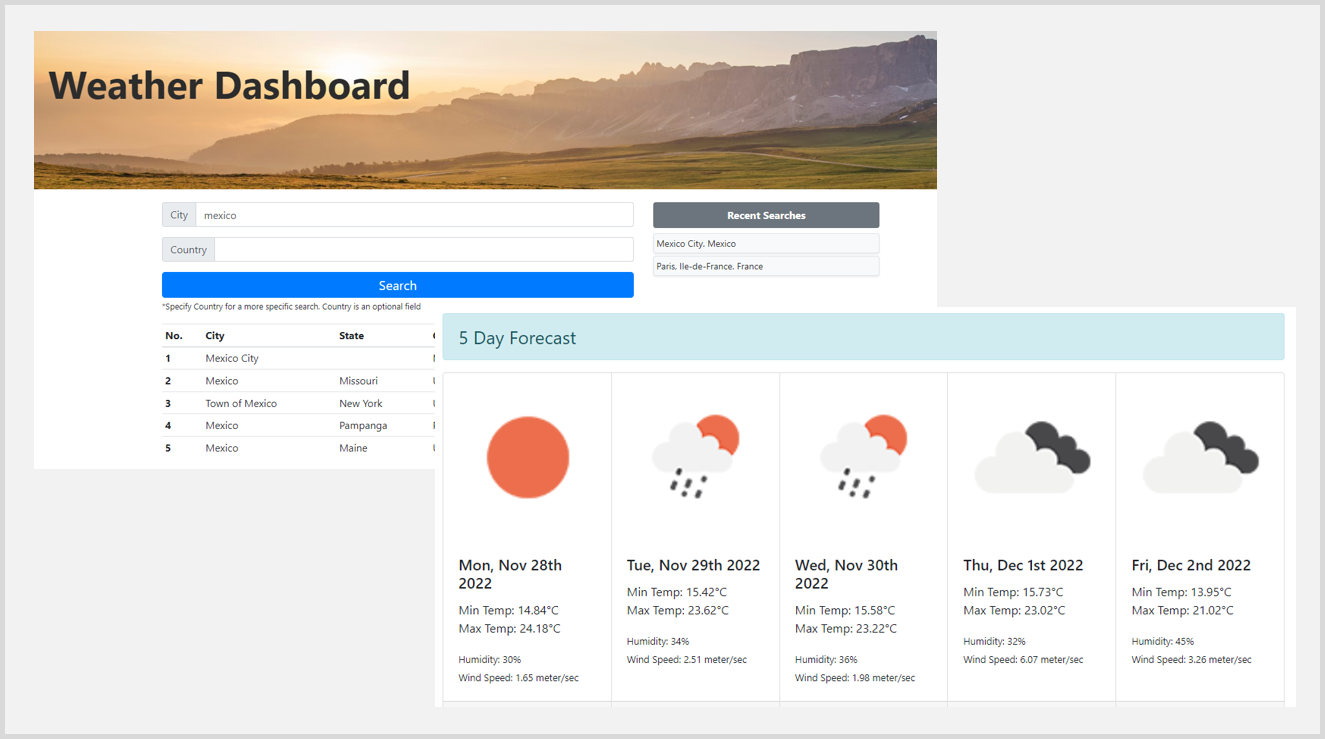 Weather Dashboard
City mexico
Country
Search
*Specify Country for a more specific search. Country is an optional field
Recent Searches
Mexico City. Mexico
Paris, Ile-de-France. France
No. City State
1 Mexico City
2 Mexico Missouri
3 Town of Mexico New York
4 Mexico Pampanga
5 Mexico Maine
5 Day Forecast
Mon, Nov 28th
2022
Min Temp: 14.84°C
Max Temp: 24.18°C
Humidity: 30%
Wind Speed: 1.65 meter/sec
Tue, Nov 29th 2022
Min Temp: 15.42°C
Max Temp: 23.62°C
Humidity: 34%
Wind Speed: 2.51 meter/sec
Wed, Nov 30th
2022
Min Temp: 15.58°C
Max Temp: 23.22°C
Humidity: 36%
Wind Speed: 1.98 meter/sec
Thu, Dec 1st 2022
Min Temp: 15.73°C
Max Temp: 23.02°C
Humidity: 32%
Wind Speed: 6.07 meter/sec
Fri, Dec 2nd 2022
Min Temp: 13.95°C
Max Temp: 21.02°C
Humidity: 45%
Wind Speed: 3.26 meter/sec